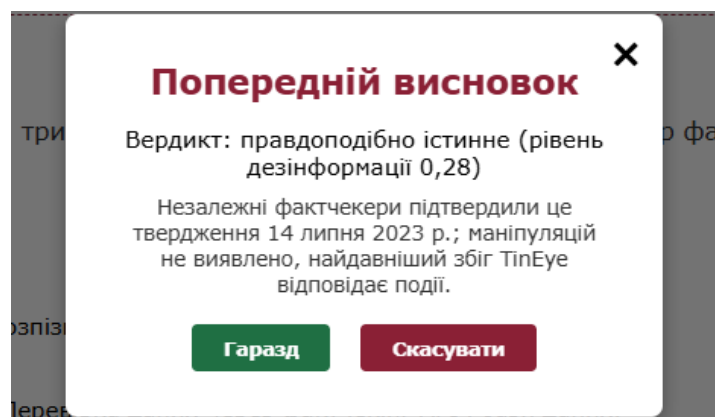 Попередній висновок
три
Вердикт: правдоподібно істинне (рівень
дезінформації 0,28)
Незалежні фактчекери підтвердили це
твердження 14 липня 2023 р.; маніпуляцій
не виявлено, найдавніший збіг TinEye
відповідає події.
Гаразд
Скасувати